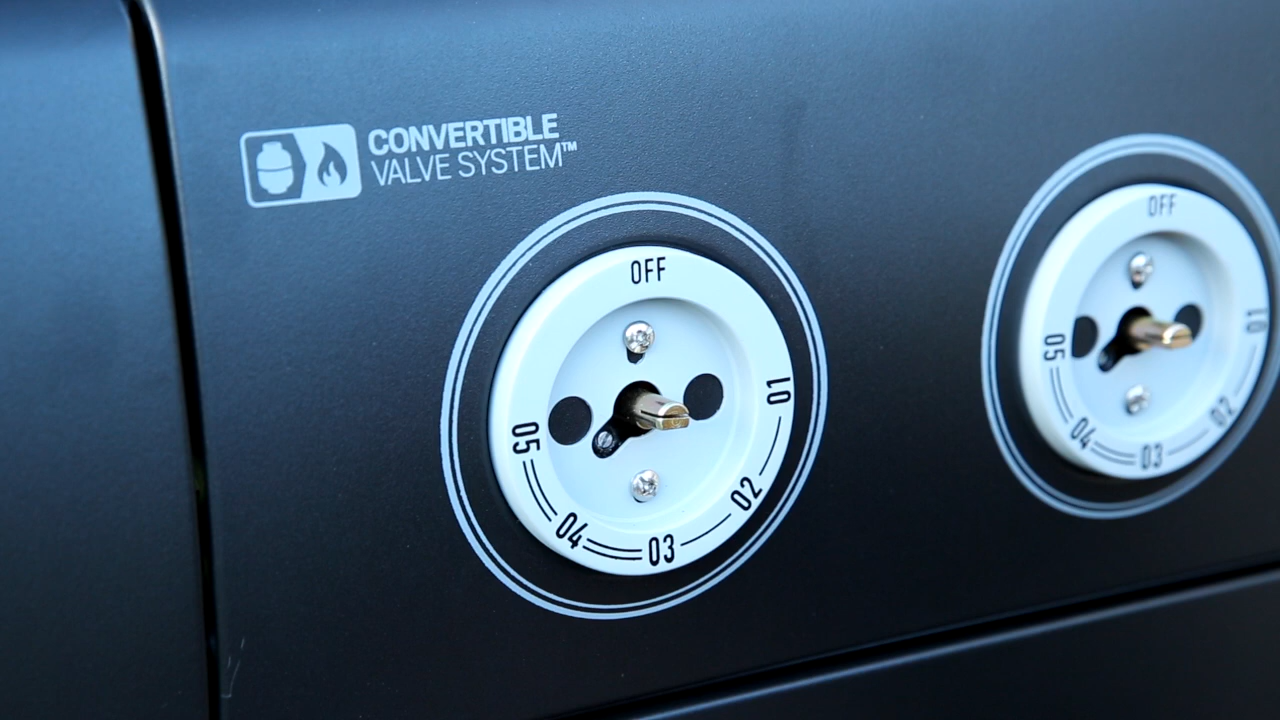 CONVERTIBLE
VALVE SYSTEM™
OFF
01
02
03
04
05
OFF
01
02
03
04
05